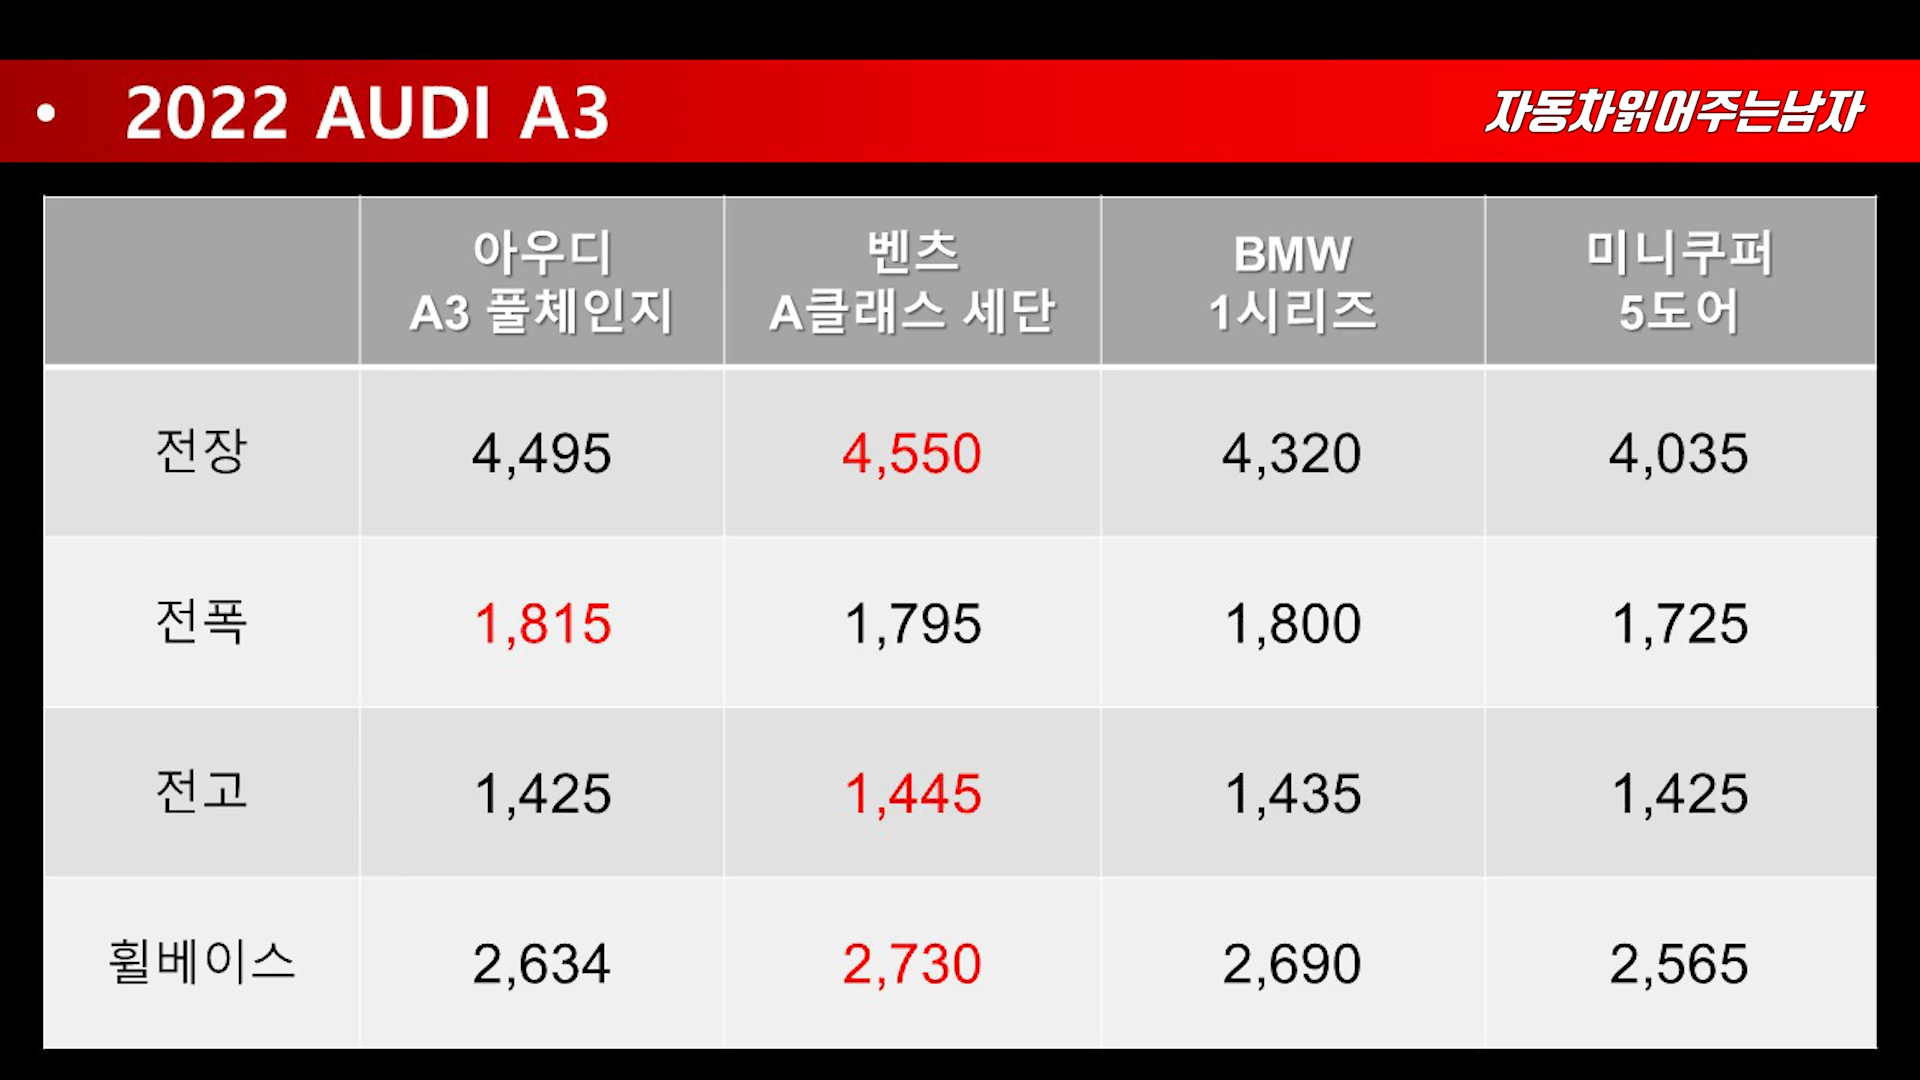 • 2022 AUDI A3
자동차읽어주는남자
아우디
A3 풀체인지
벤츠
A클래스 세단
BMW
1시리즈
미니쿠퍼
5도어
전장 4,495 4,550 4,320 4,035
전폭 1,815 1,795 1,800 1,725
전고 1,425 1,445 1,435 1,425
휠베이스 2,634 2,730 2,690 2,565